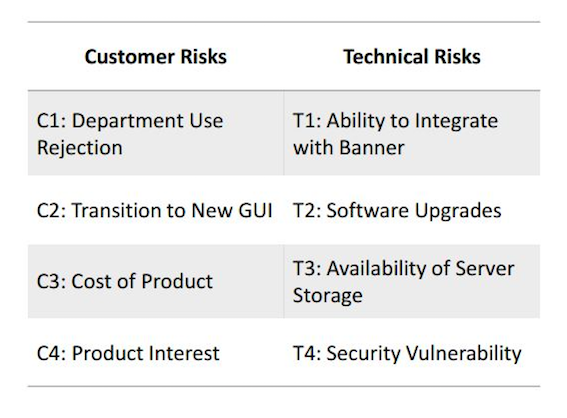 Customer Risks
Technical Risks
C1: Department Use
Rejection
T1: Ability to Integrate
with Banner
C2: Transition to New GUI
T2: Software Upgrades
C3: Cost of Product
T3: Availability of Server
Storage
C4: Product Interest
T4: Security Vulnerability